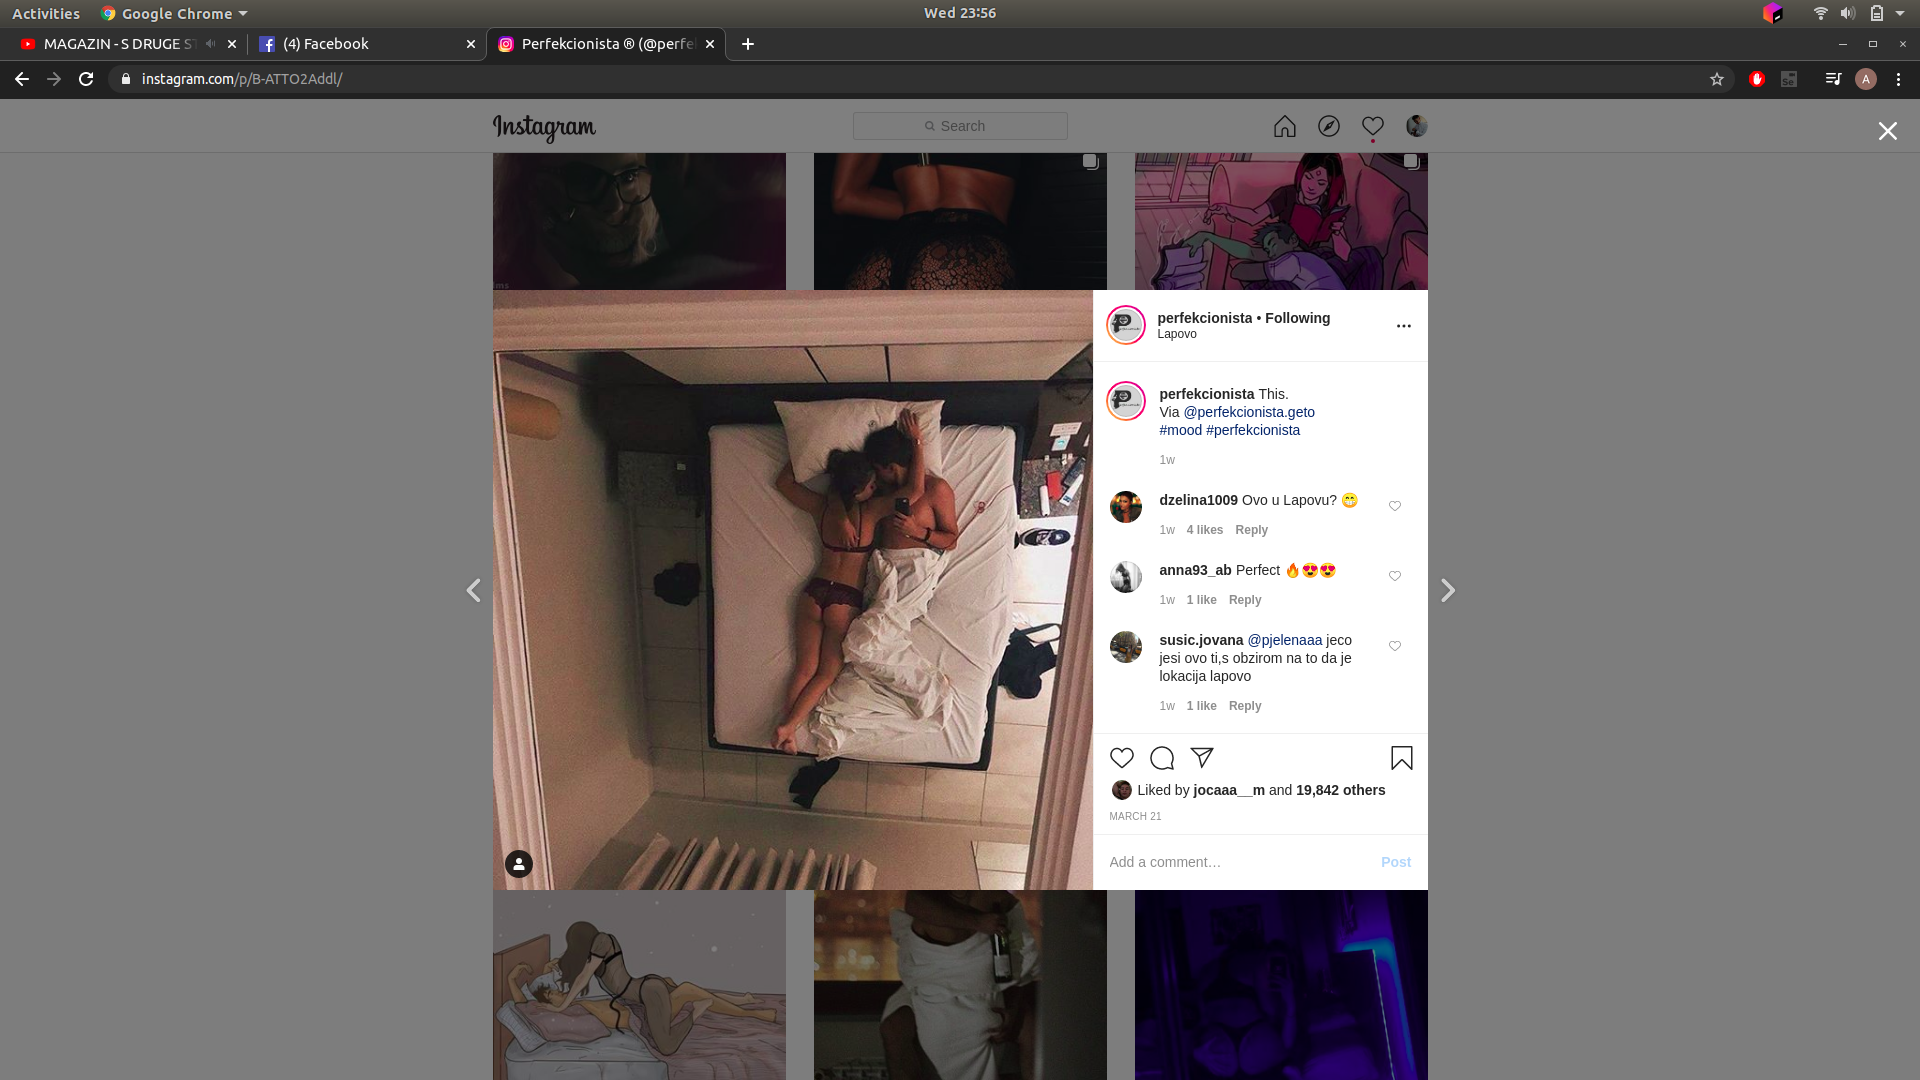 Activities
Google Chrome
Wed 23:56
MAGAZIN - S DRUGE S
(4) Facebook
Perfekcionista ® (@perfe
instagram.com/p/B-ATTO2Addl/
A
Instagram
Search
perfekcionista • Following
Lapovo
perfekcionista This.
Via @perfekcionista.geto
#mood #perfekcionista
1w
dzelina1009 Ovo u Lapovu? 😁
1w 4 likes Reply
anna93_ab Perfect 🔥😍😍
1w 1 like Reply
susic.jovana @pjelenaaa jeco
jesi ovo ti,s obzirom na to da je
lokacija lapovo
1w 1 like Reply
Liked by jocaaa__m and 19,842 others
MARCH 21
Add a comment…
Post